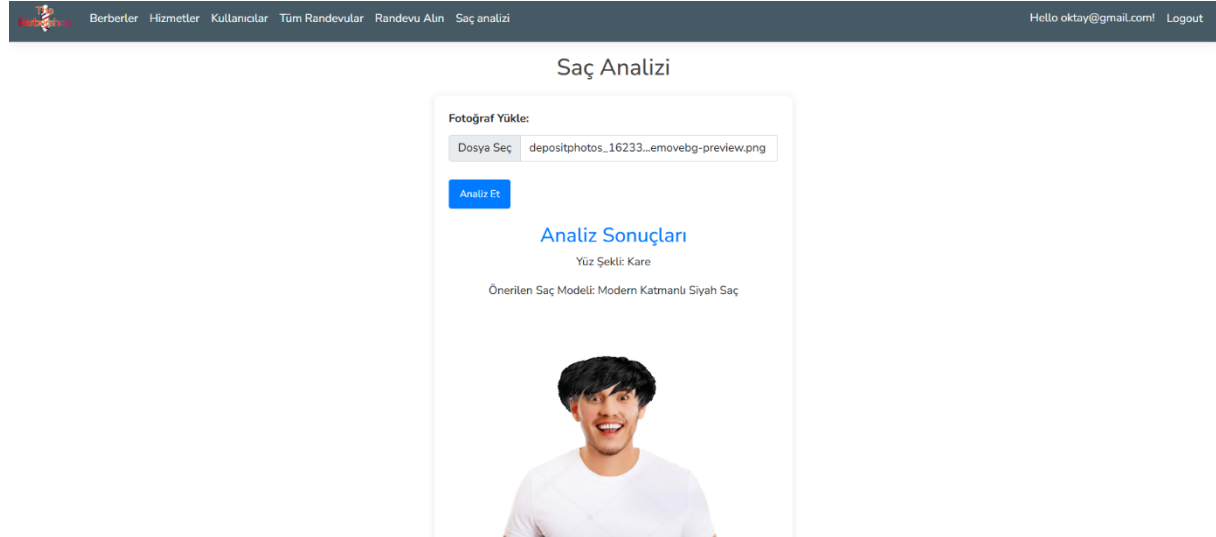 The
Barbershop
Berberler Hizmetler Kullanıcılar Tüm Randevular Randevu Alın Saç analizi Hello oktay@gmail.com! Logout
Saç Analizi
Fotoğraf Yükle:
Dosya Seç depositphotos_16233...emovebg-preview.png
Analiz Et
Analiz Sonuçları
Yüz Şekli: Kare
Önerilen Saç Modeli: Modern Katmanlı Siyah Saç